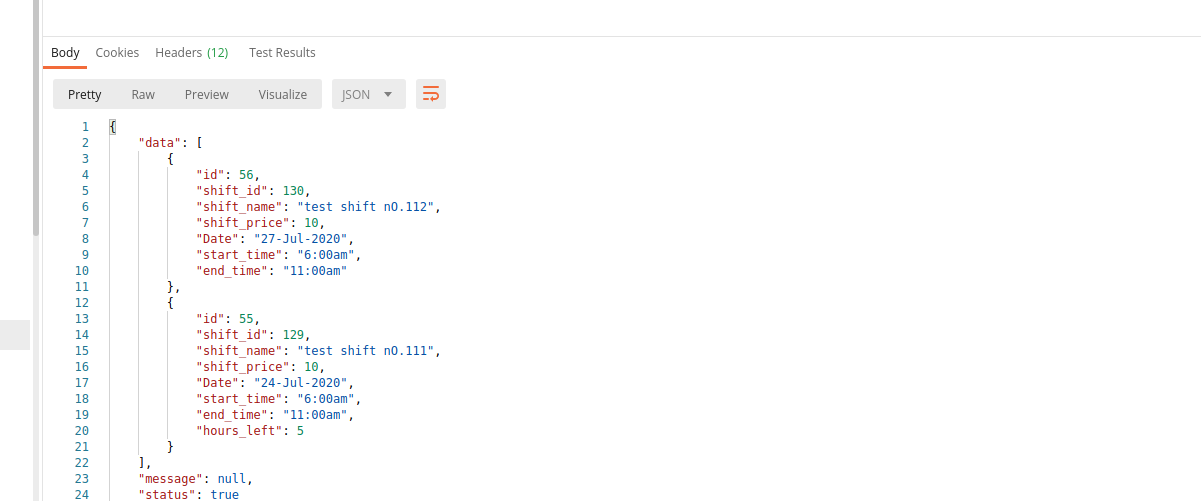 Body Cookies Headers (12) Test Results
Pretty Raw Preview Visualize JSON
1 {
2 "data": [
3 {
4 "id": 56,
5 "shift_id": 130,
6 "shift_name": "test shift nO.112",
7 "shift_price": 10,
8 "Date": "27-Jul-2020",
9 "start_time": "6:00am",
10 "end_time": "11:00am"
11 },
12 {
13 "id": 55,
14 "shift_id": 129,
15 "shift_name": "test shift nO.111",
16 "shift_price": 10,
17 "Date": "24-Jul-2020",
18 "start_time": "6:00am",
19 "end_time": "11:00am",
20 "hours_left": 5
21 }
22 ],
23 "message": null,
24 "status": true